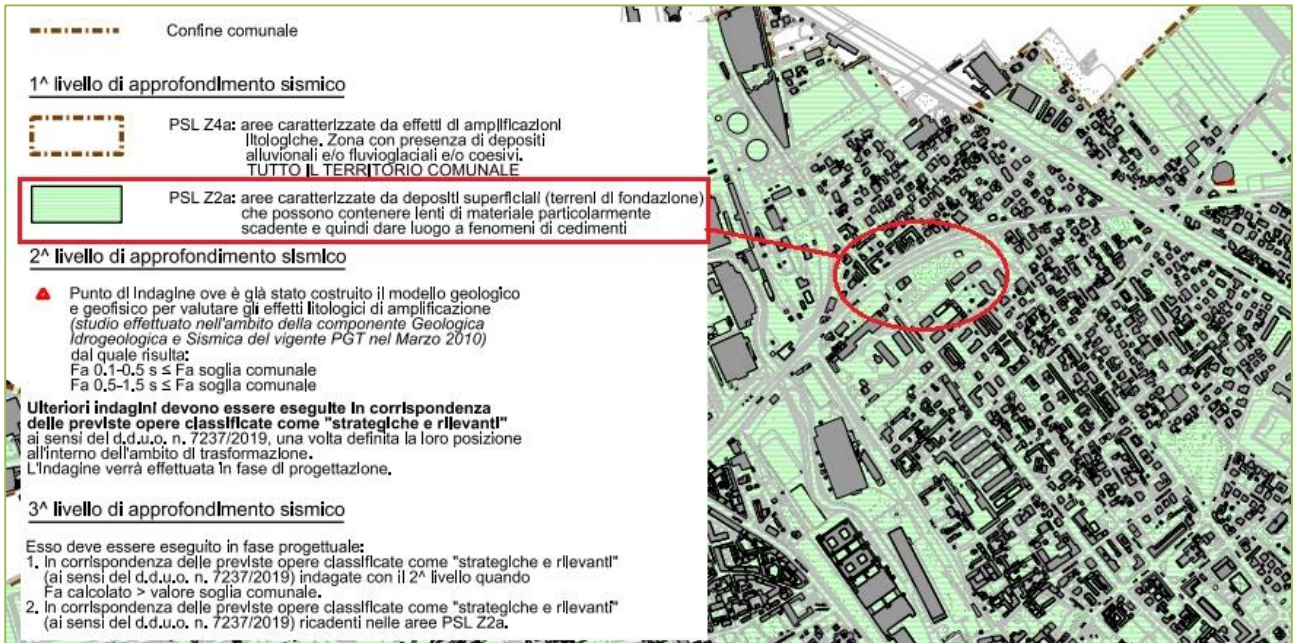 Confine comunale
1^ livello di approfondimento sismico
PSL Z4a: aree caratterizzate da effetti di amplificazioni
litologiche. Zona con presenza di depositi
alluvionali e/o fluvioglaciali e/o coesivi.
TUTTO IL TERRITORIO COMUNALE
PSL Z2a: aree caratterizzate da depositi superficiali (terreni di fondazione)
che possono contenere lenti di materiale particolarmente
scadente e quindi dare luogo a fenomeni di cedimenti
2^ livello di approfondimento sismico
Punto di Indagine ove è già stato costruito il modello geologico
e geofisico per valutare gli effetti litologici di amplificazione
(studio effettuato nell'ambito della componente Geologica
Idrogeologica e Sismica del vigente PGT nel Marzo 2010)
dal quale risulta:
Fa 0.1-0.5 s ≤ Fa soglia comunale
Fa 0.5-1.5 s ≤ Fa soglia comunale
Ulteriori indagini devono essere eseguite in corrispondenza
delle previste opere classificate come "strategiche e rilevanti"
ai sensi del d.d.u.o. n. 7237/2019, una volta definita la loro posizione
all'interno dell'ambito di trasformazione.
L'Indagine verrà effettuata in fase di progettazione.
3^ livello di approfondimento sismico
Esso deve essere eseguito in fase progettuale:
1. In corrispondenza delle previste opere classificate come "strategiche e rilevanti"
(ai sensi del d.d.u.o. n. 7237/2019) indagate con il 2^ livello quando
Fa calcolato > valore soglia comunale.
2. In corrispondenza delle previste opere classificate come "strategiche e rilevanti"
(ai sensi del d.d.u.o. n. 7237/2019) ricadenti nelle aree PSL Z2a.